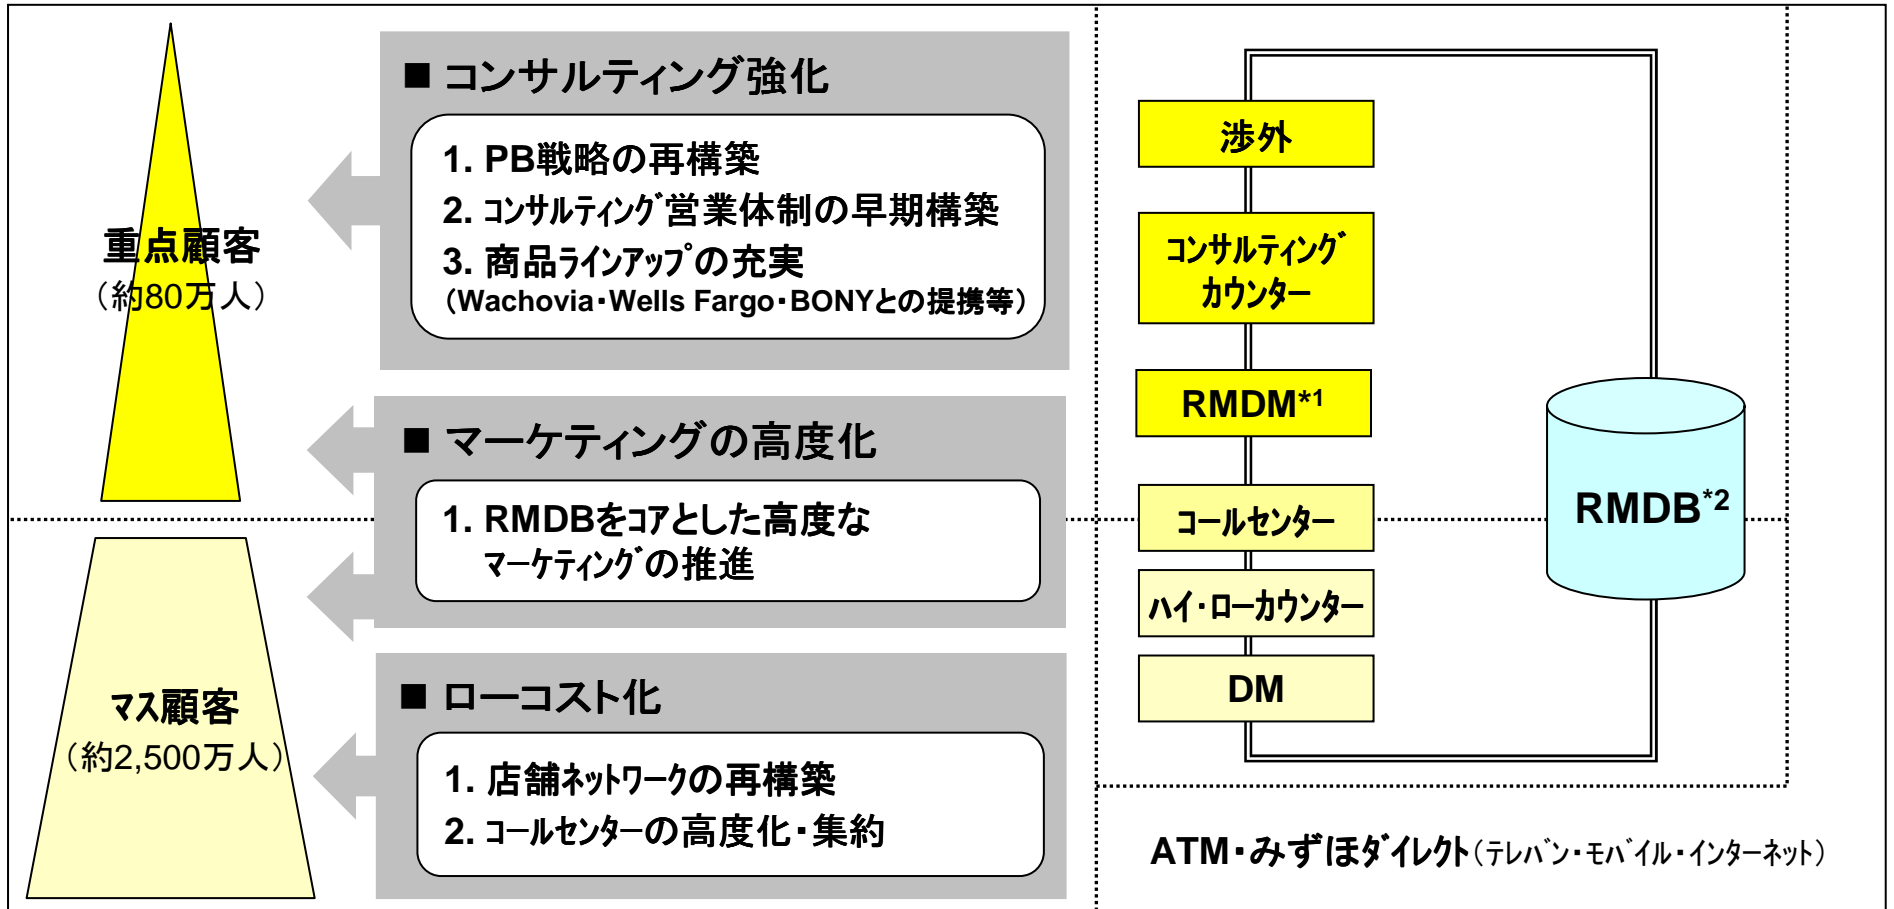 重点顧客
（約80万人）
マス顧客
（約2,500万人）
■ コンサルティング強化
1. PB戦略の再構築
2. ｺﾝｻﾙﾃｨﾝｸﾞ営業体制の早期構築
3. 商品ﾗｲﾝｱｯﾌﾟの充実
（Wachovia・Wells Fargo・BONYとの提携等）
■ マーケティングの高度化
1. RMDBをｺｱとした高度な
ﾏｰｹﾃｨﾝｸﾞの推進
■ ローコスト化
1. 店舗ﾈｯﾄﾜｰｸの再構築
2. ｺｰﾙｾﾝﾀｰの高度化・集約
渉外
ｺﾝｻﾙﾃｨﾝｸﾞ
ｶｳﾝﾀｰ
RMDM*1
ｺｰﾙｾﾝﾀｰ
ﾊｲ・ﾛｰｶｳﾝﾀｰ
DM
RMDB*2
ATM・みずほﾀﾞｲﾚｸﾄ（ﾃﾚﾊﾞﾝ・ﾓﾊﾞｲﾙ・ｲﾝﾀｰﾈｯﾄ）